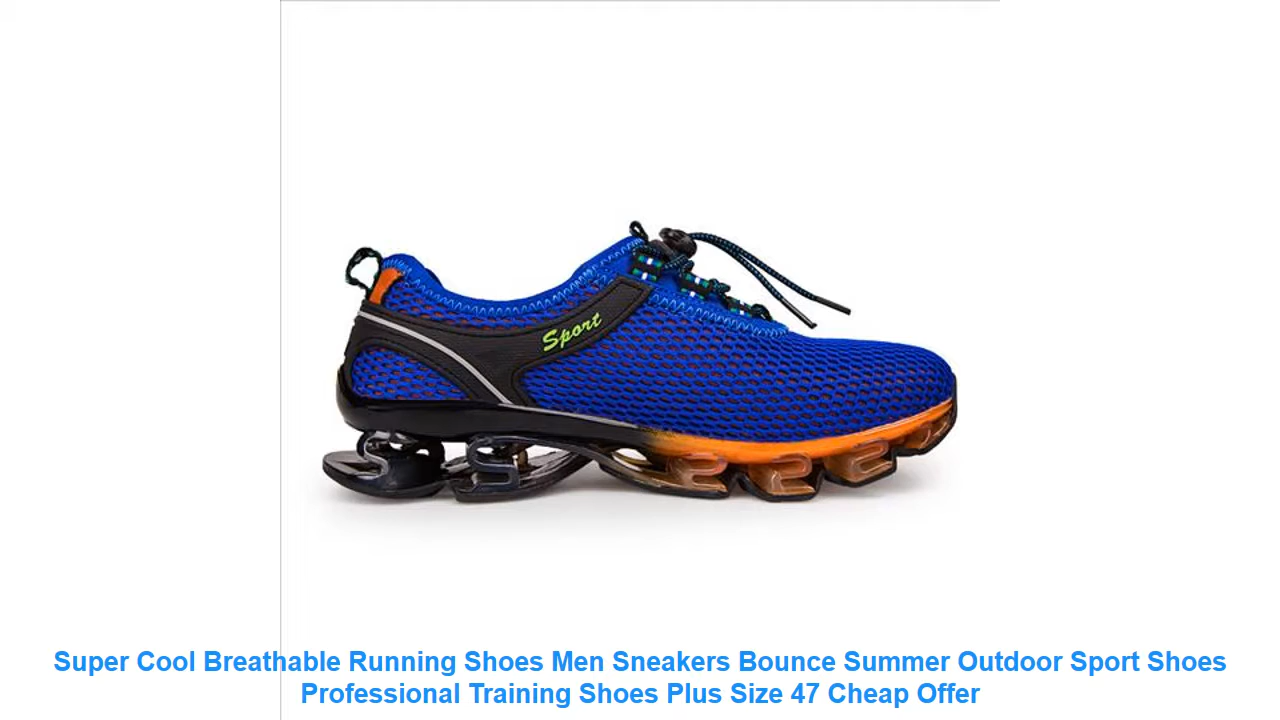 Sport
Super Cool Breathable Running Shoes Men Sneakers Bounce Summer Outdoor Sport Shoes
Professional Training Shoes Plus Size 47 Cheap Offer